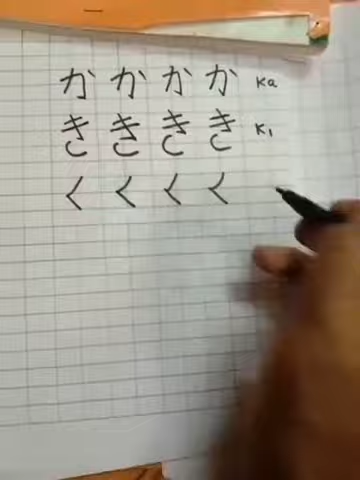 か か か か ka
き き き き ki
く く く く